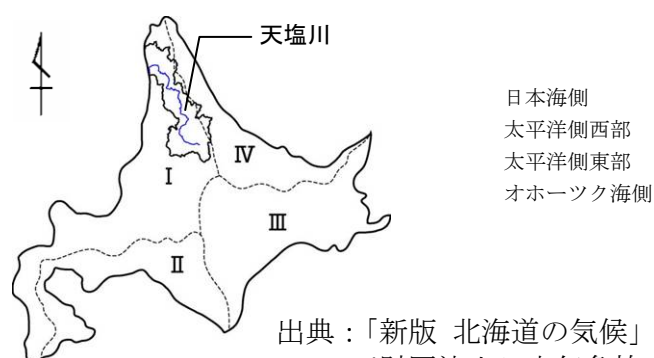 天塩川
日本海側
太平洋側西部
太平洋側東部
オホーツク海側
Ⅳ
Ⅰ
Ⅲ
Ⅱ
出典：「新版 北海道の気候」